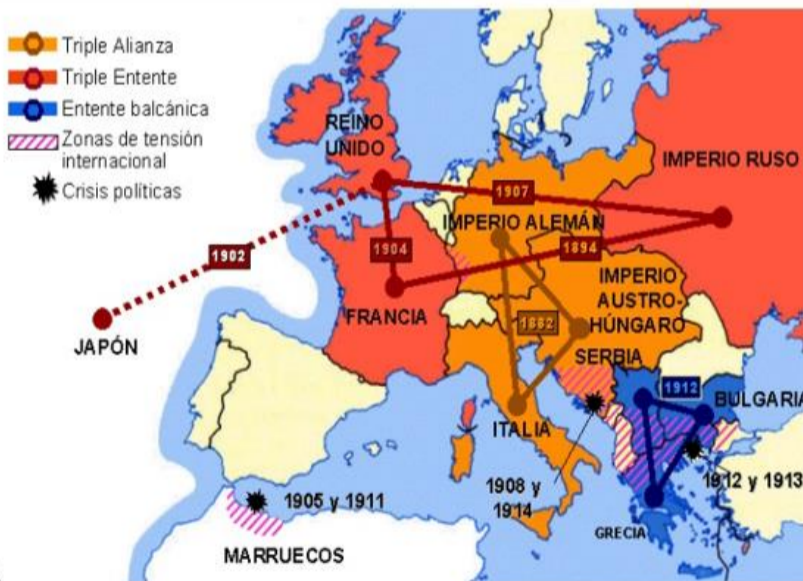 Triple Alianza
Triple Entente
Entente balcánica
Zonas de tensión
internacional
Crisis políticas
REINO
UNIDO
IMPERIO RUSO
1907
IMPERIO ALEMÁN
1902
1904
1894
IMPERIO
AUSTRO-
HÚNGARO
FRANCIA
JAPÓN
1882
SERBIA
1912
BULGARIA
ITALIA
1912 y 1913
1908 y
1914
1905 y 1911
GRECIA
MARRUECOS